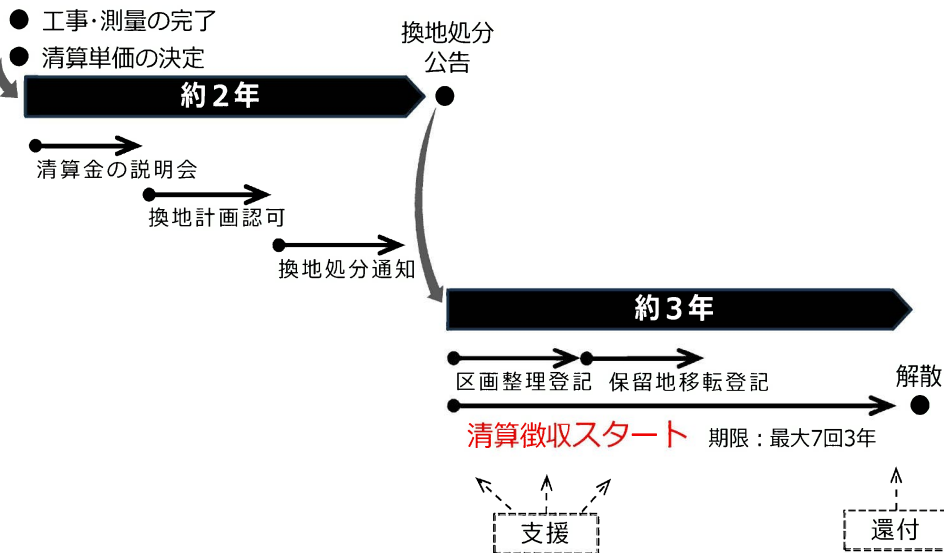 ● 工事・測量の完了
● 清算単価の決定
換地処分
公告
約2年
清算金の説明会
換地計画認可
換地処分通知
約3年
区画整理登記 保留地移転登記
解散
清算徴収スタート 期限：最大7回3年
支援
還付